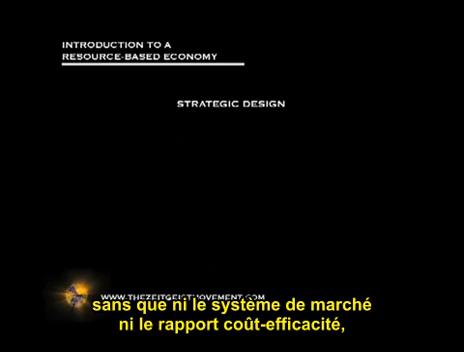 INTRODUCTION TO A
RESOURCE-BASED ECONOMY
STRATEGIC DESIGN
WWW.THEZEITGEISTMOVEMENT.COM
sans que ni le système de marché
ni le rapport coût-efficacité,